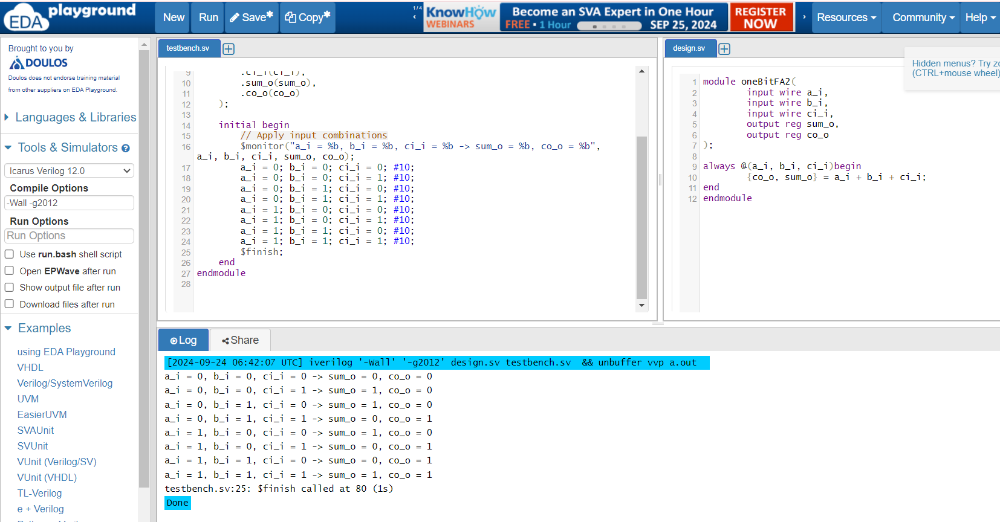 EDA playground
New
Run
Save*
Copy*
1/4
‹
KNOWHOW
WEBINARS
Become an SVA Expert in One Hour
FREE • 1 Hour
SEP 25, 2024
REGISTER
NOW
›
Resources
Community
Help
Brought to you by
DOULOS
Doulos does not endorse training material
from other suppliers on EDA Playground.
Languages & Libraries
Tools & Simulators ?
Icarus Verilog 12.0
Compile Options
-Wall -g2012
Run Options
Run Options
Use run.bash shell script
Open EPWave after run
Show output file after run
Download files after run
Examples
using EDA Playground
VHDL
Verilog/SystemVerilog
UVM
EasierUVM
SVAUnit
SVUnit
VUnit (Verilog/SV)
VUnit (VHDL)
TL-Verilog
e + Verilog
testbench.sv
9 .ci_i(ci_i),
10 .sum_o(sum_o),
11 .co_o(co_o)
12 );
13
14 initial begin
15 // Apply input combinations
16 $monitor("a_i = %b, b_i = %b, ci_i = %b -> sum_o = %b, co_o = %b",
a_i, b_i, ci_i, sum_o, co_o);
17 a_i = 0; b_i = 0; ci_i = 0; #10;
18 a_i = 0; b_i = 0; ci_i = 1; #10;
19 a_i = 0; b_i = 1; ci_i = 0; #10;
20 a_i = 0; b_i = 1; ci_i = 1; #10;
21 a_i = 1; b_i = 0; ci_i = 0; #10;
22 a_i = 1; b_i = 0; ci_i = 1; #10;
23 a_i = 1; b_i = 1; ci_i = 0; #10;
24 a_i = 1; b_i = 1; ci_i = 1; #10;
25 $finish;
26 end
27 endmodule
28
design.sv
Hidden menus? Try zo
(CTRL+mouse wheel)
1 module oneBitFA2(
2 input wire a_i,
3 input wire b_i,
4 input wire ci_i,
5 output reg sum_o,
6 output reg co_o
7 );
8
9 always @(a_i, b_i, ci_i)begin
10 {co_o, sum_o} = a_i + b_i + ci_i;
11 end
12 endmodule
Log
Share
[2024-09-24 06:42:07 UTC] iverilog '-Wall' '-g2012' design.sv testbench.sv && unbuffer vvp a.out
a_i = 0, b_i = 0, ci_i = 0 -> sum_o = 0, co_o = 0
a_i = 0, b_i = 0, ci_i = 1 -> sum_o = 1, co_o = 0
a_i = 0, b_i = 1, ci_i = 0 -> sum_o = 1, co_o = 0
a_i = 0, b_i = 1, ci_i = 1 -> sum_o = 0, co_o = 1
a_i = 1, b_i = 0, ci_i = 0 -> sum_o = 1, co_o = 0
a_i = 1, b_i = 0, ci_i = 1 -> sum_o = 0, co_o = 1
a_i = 1, b_i = 1, ci_i = 0 -> sum_o = 0, co_o = 1
a_i = 1, b_i = 1, ci_i = 1 -> sum_o = 1, co_o = 1
testbench.sv:25: $finish called at 80 (1s)
Done